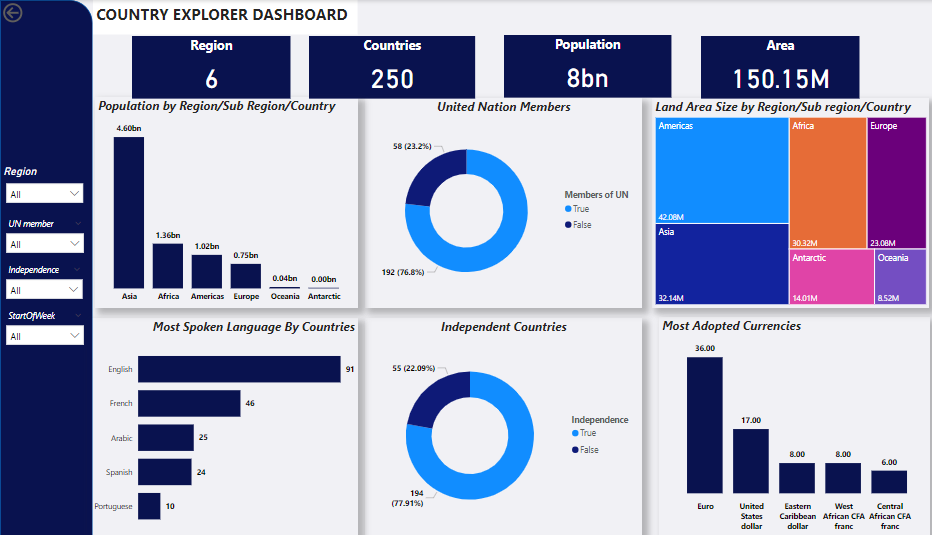 COUNTRY EXPLORER DASHBOARD
Region
6
Countries
250
Population
8bn
Area
150.15M
Region
All
UN member
All
Independence
All
StartOfWeek
All
Population by Region/Sub Region/Country
4.60bn
1.36bn
1.02bn
0.75bn
0.04bn
0.00bn
Asia
Africa
Americas
Europe
Oceania
Antarctic
United Nation Members
58 (23.2%)
192 (76.8%)
Members of UN
True
False
Land Area Size by Region/Sub region/Country
Americas
42.08M
Asia
32.14M
Africa
30.32M
Europe
23.08M
Antarctic
14.01M
Oceania
8.52M
Most Spoken Language By Countries
English
91
French
46
Arabic
25
Spanish
24
Portuguese
10
Independent Countries
55 (22.09%)
194
(77.91%)
Independence
True
False
Most Adopted Currencies
36.00
17.00
8.00
8.00
6.00
Euro
United
States
dollar
Eastern
Caribbean
dollar
West
African CFA
franc
Central
African CFA
franc